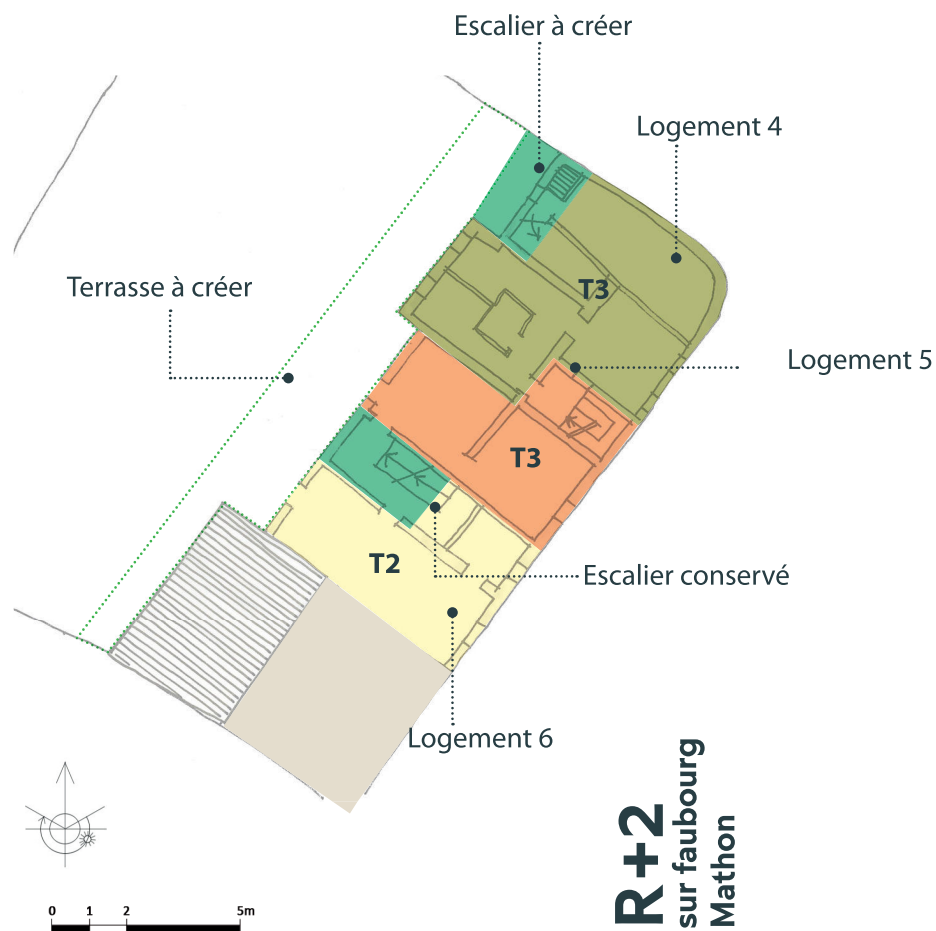 Escalier à créer
Logement 4
Terrasse à créer
T3
Logement 5
T3
T2
Escalier conservé
Logement 6
R+2
sur faubourg
Mathon
0 1 2 5m